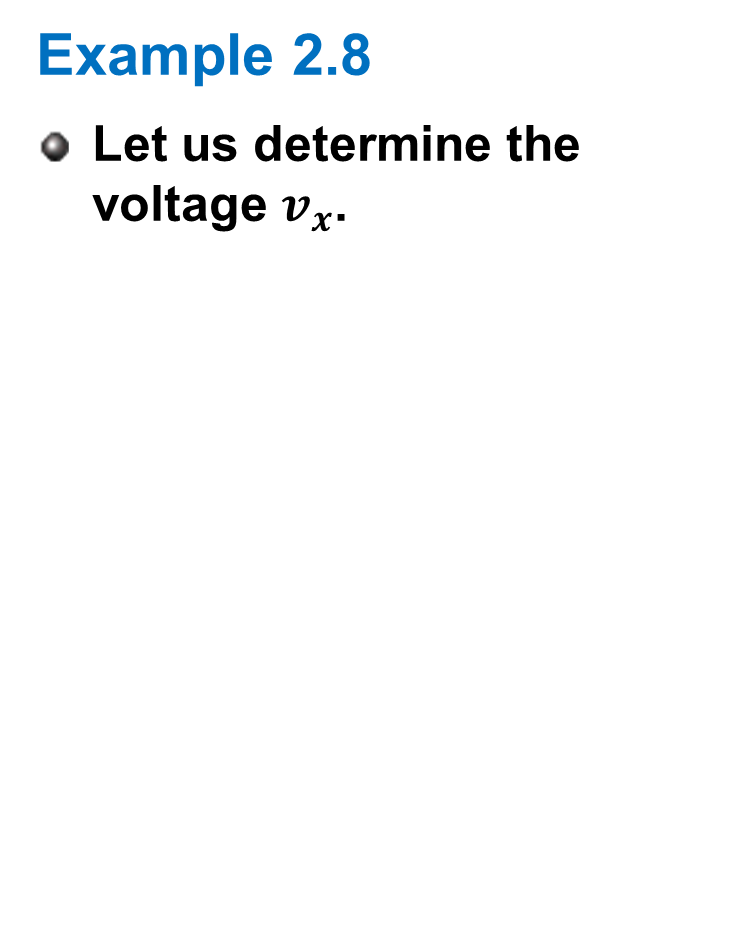 Example 2.8
Let us determine the
voltage 𝒗𝒙.